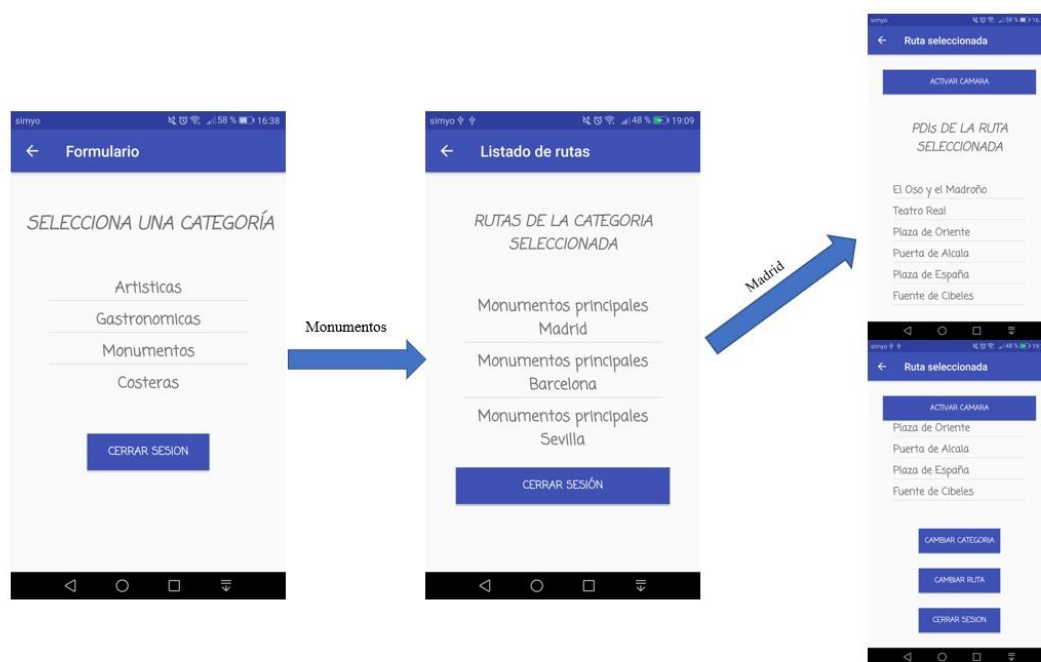 simyo 58 % 16:38
Formulario
SELECCIONA UNA CATEGORÍA
Artisticas
Gastronomicas
Monumentos
Costeras
CERRAR SESION
Monumentos
simyo 48 % 19:09
Listado de rutas
RUTAS DE LA CATEGORIA
SELECCIONADA
Monumentos principales
Madrid
Monumentos principales
Barcelona
Monumentos principales
Sevilla
CERRAR SESIÓN
Madrid
simyo 58 % 16:
Ruta seleccionada
ACTIVAR CAMARA
PDIs DE LA RUTA
SELECCIONADA
El Oso y el Madroño
Teatro Real
Plaza de Oriente
Puerta de Alcala
Plaza de España
Fuente de Cibeles
simyo 48 % 19:
Ruta seleccionada
ACTIVAR CAMARA
Plaza de Oriente
Puerta de Alcala
Plaza de España
Fuente de Cibeles
CAMBIAR CATEGORIA
CAMBIAR RUTA
CERRAR SESION